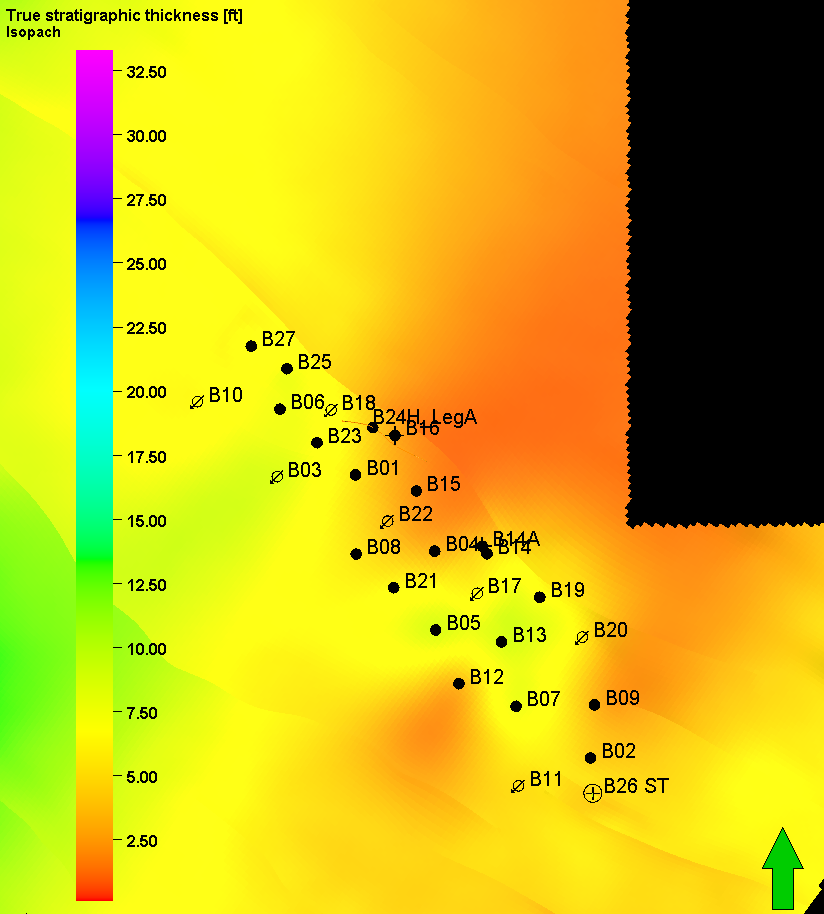 True stratigraphic thickness [ft]
Isopach
32.50
30.00
27.50
25.00
22.50
20.00
17.50
15.00
12.50
10.00
7.50
5.00
2.50
B27
B25
B10
B06
B18
B24H_LegA
B16
B23
B03
B01
B15
B22
B14A
B04
B14
B08
B21
B17
B19
B05
B13
B20
B12
B07
B09
B02
B11
B26 ST